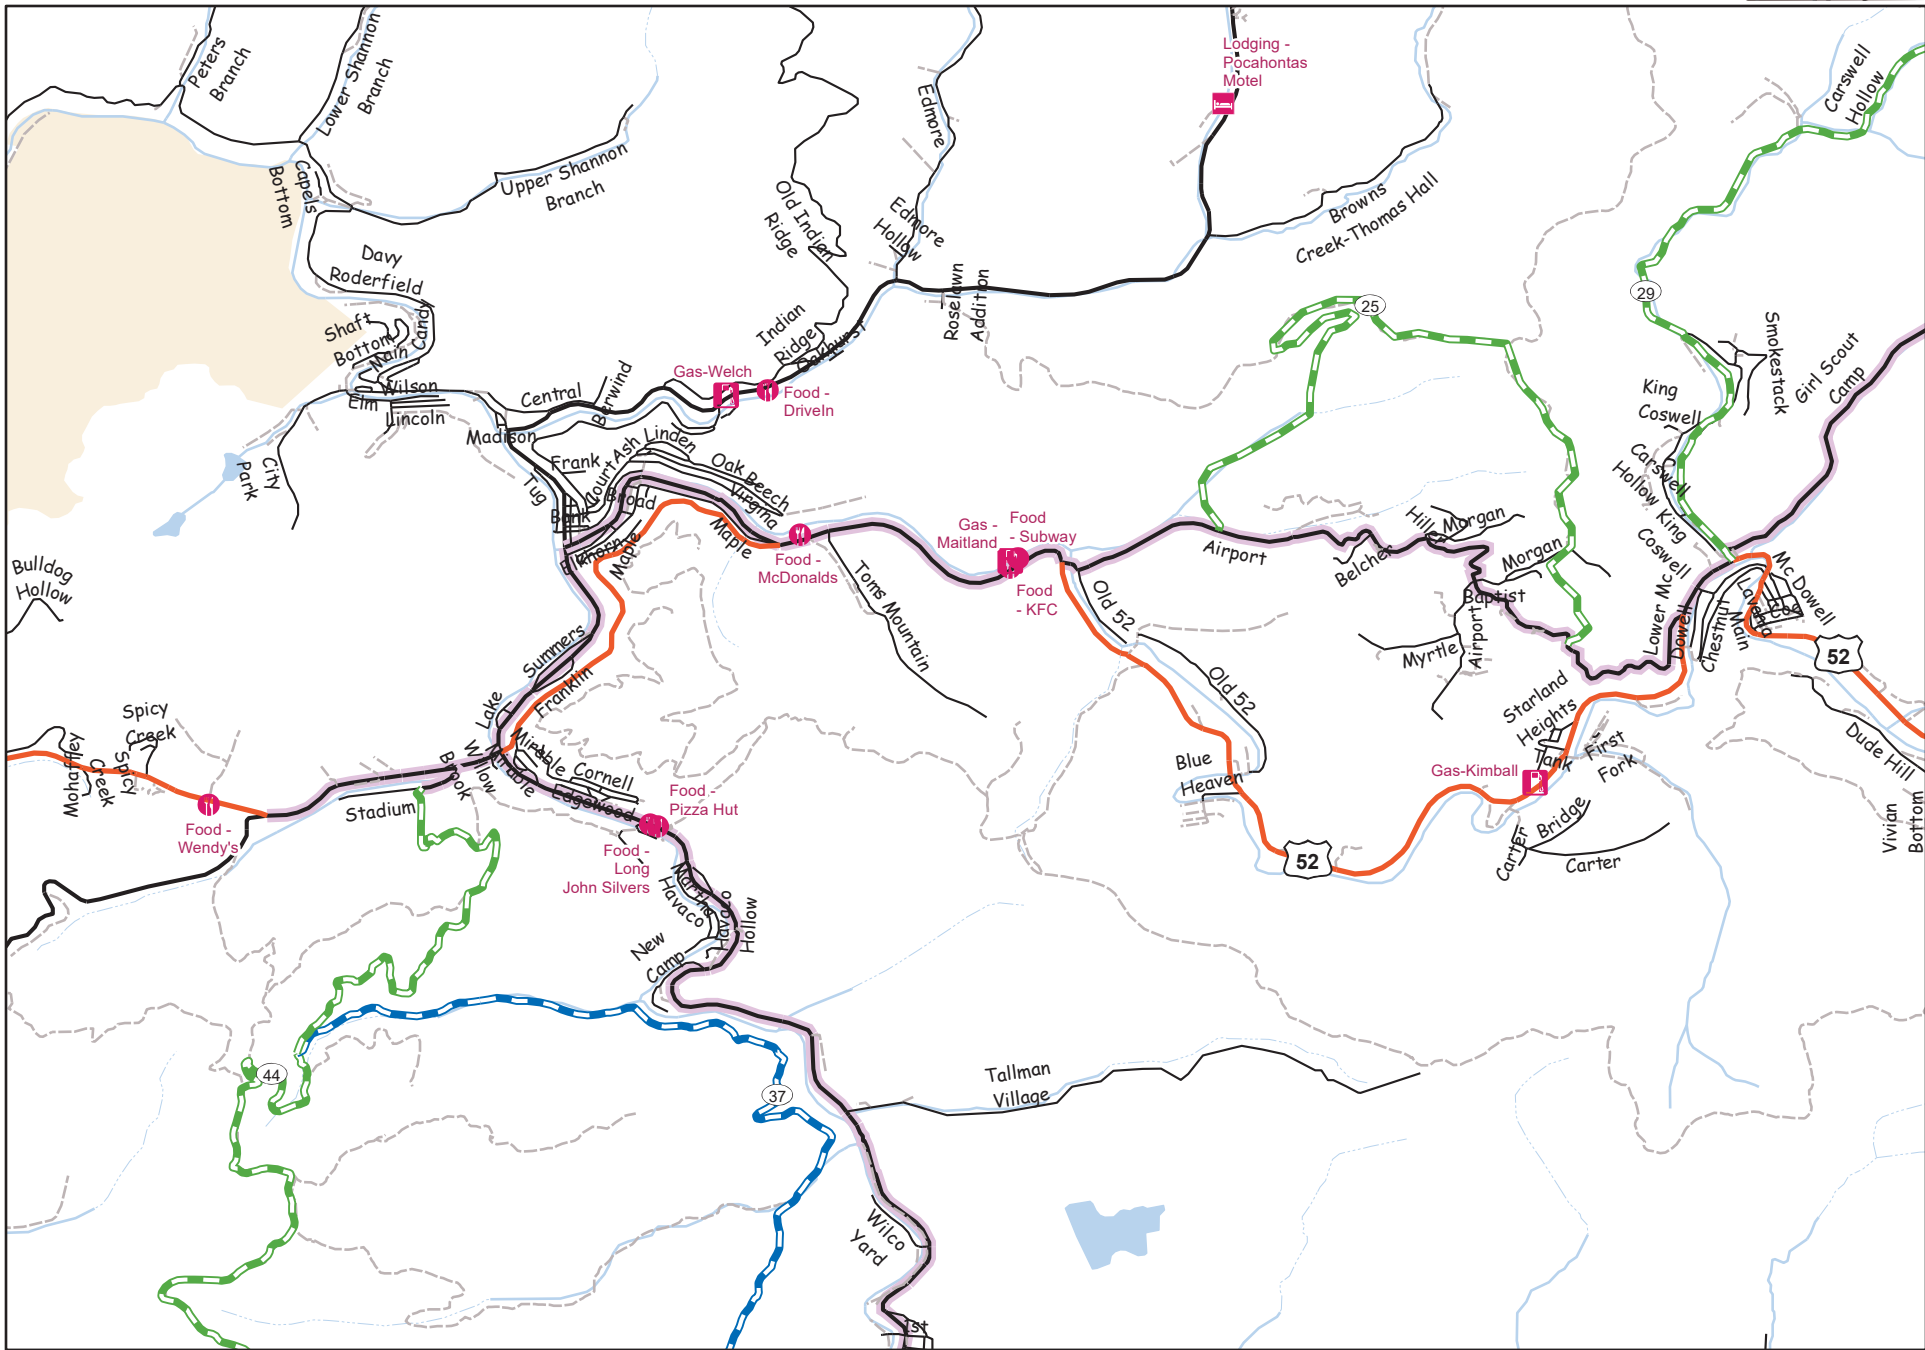 Peters
Branch
Lower Shannon
Branch
Capels
Bottom
Upper Shannon
Branch
Davy
Roderfield
Shaft
Bottom
Main
Candy
Wilson
Elm
Lincoln
City
Park
Madison
Central
Berwind
Gas-Welch
Food -
DriveIn
Indian
Ridge
Oakhurst
Old Indian
Ridge
Edmore
Edmore
Hollow
Roselawn
Addition
Lodging -
Pocahontas
Motel
Browns
Creek-Thomas Hall
25
29
Carswell
Hollow
Smokestack
Girl Scout
Camp
King
Coswell
Carswell
Hollow
King
Coswell
Frank
Court
Ash
Linden
Oak
Beech
Virginia
Broad
Bank
Tug
Elkhorn
Maple
Maple
Food -
McDonalds
Toms Mountain
Gas -
Maitland
Food
- Subway
Food
- KFC
Old 52
Old 52
Airport
Belcher
Hiller
Morgan
Morgan
Baptist
Airport
Myrtle
Lower Mc
Dowell
Chestnut
Main
Mc Dowell
52
Dude Hill
Vivian
Bottom
Starland
Heights
Tank
First
Fork
Gas-Kimball
Bridge
Carter
Carter
52
Blue
Heaven
Bulldog
Hollow
Summers
Franklin
Lake
Spicy
Creek
Mohaffey
Creek
Spicy
Food -
Wendy's
Stadium
Brook
Willow
Mirable
Mirable
Cornell
Edgewood
Food -
Pizza Hut
Food -
Long
John Silvers
Martha
Havaco
Havaco
Hollow
New
Camp
44
37
Tallman
Village
Wilco
Yard
1st